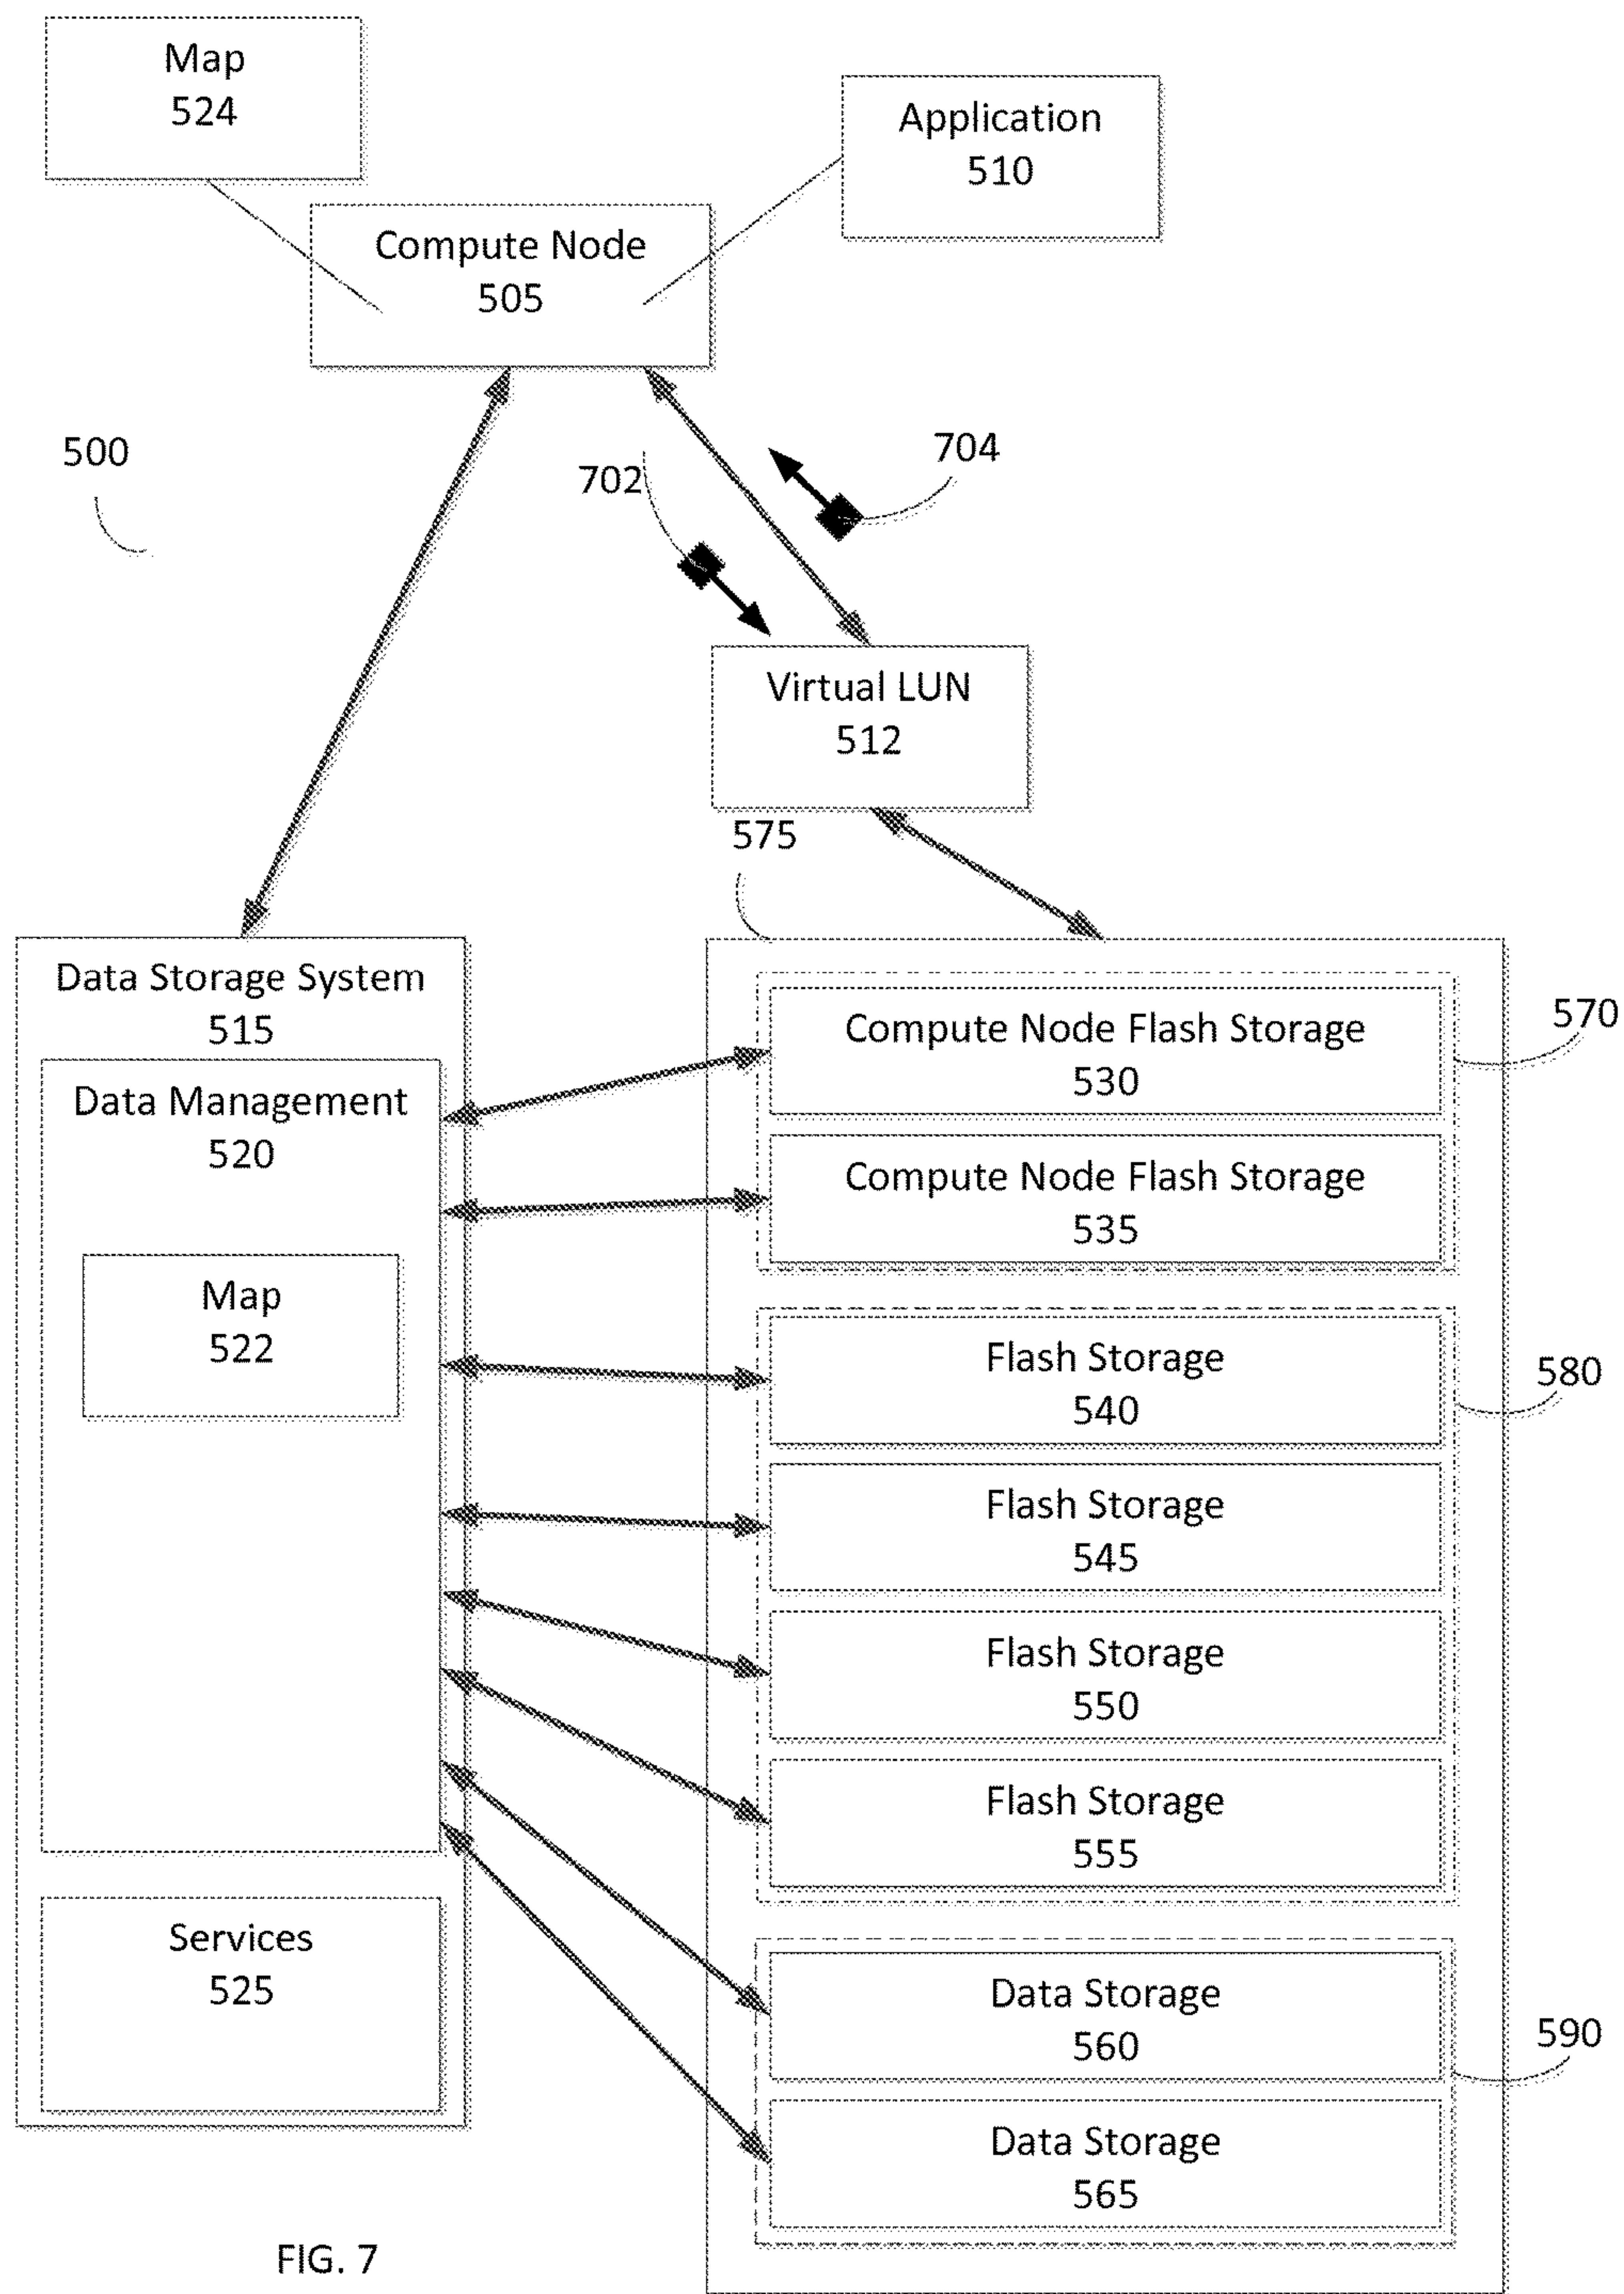 Map
524
Application
510
Compute Node
505
500
702
704
Virtual LUN
512
575
Data Storage System
515
Data Management
520
Map
522
Services
525
Compute Node Flash Storage
530
570
Compute Node Flash Storage
535
Flash Storage
540
580
Flash Storage
545
Flash Storage
550
Flash Storage
555
Data Storage
560
590
Data Storage
565
FIG. 7